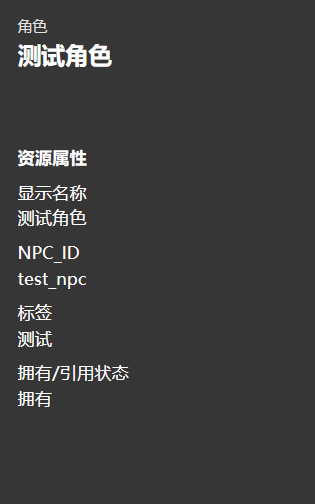 角色
测试角色
资源属性
显示名称
测试角色
NPC_ID
test_npc
标签
测试
拥有/引用状态
拥有